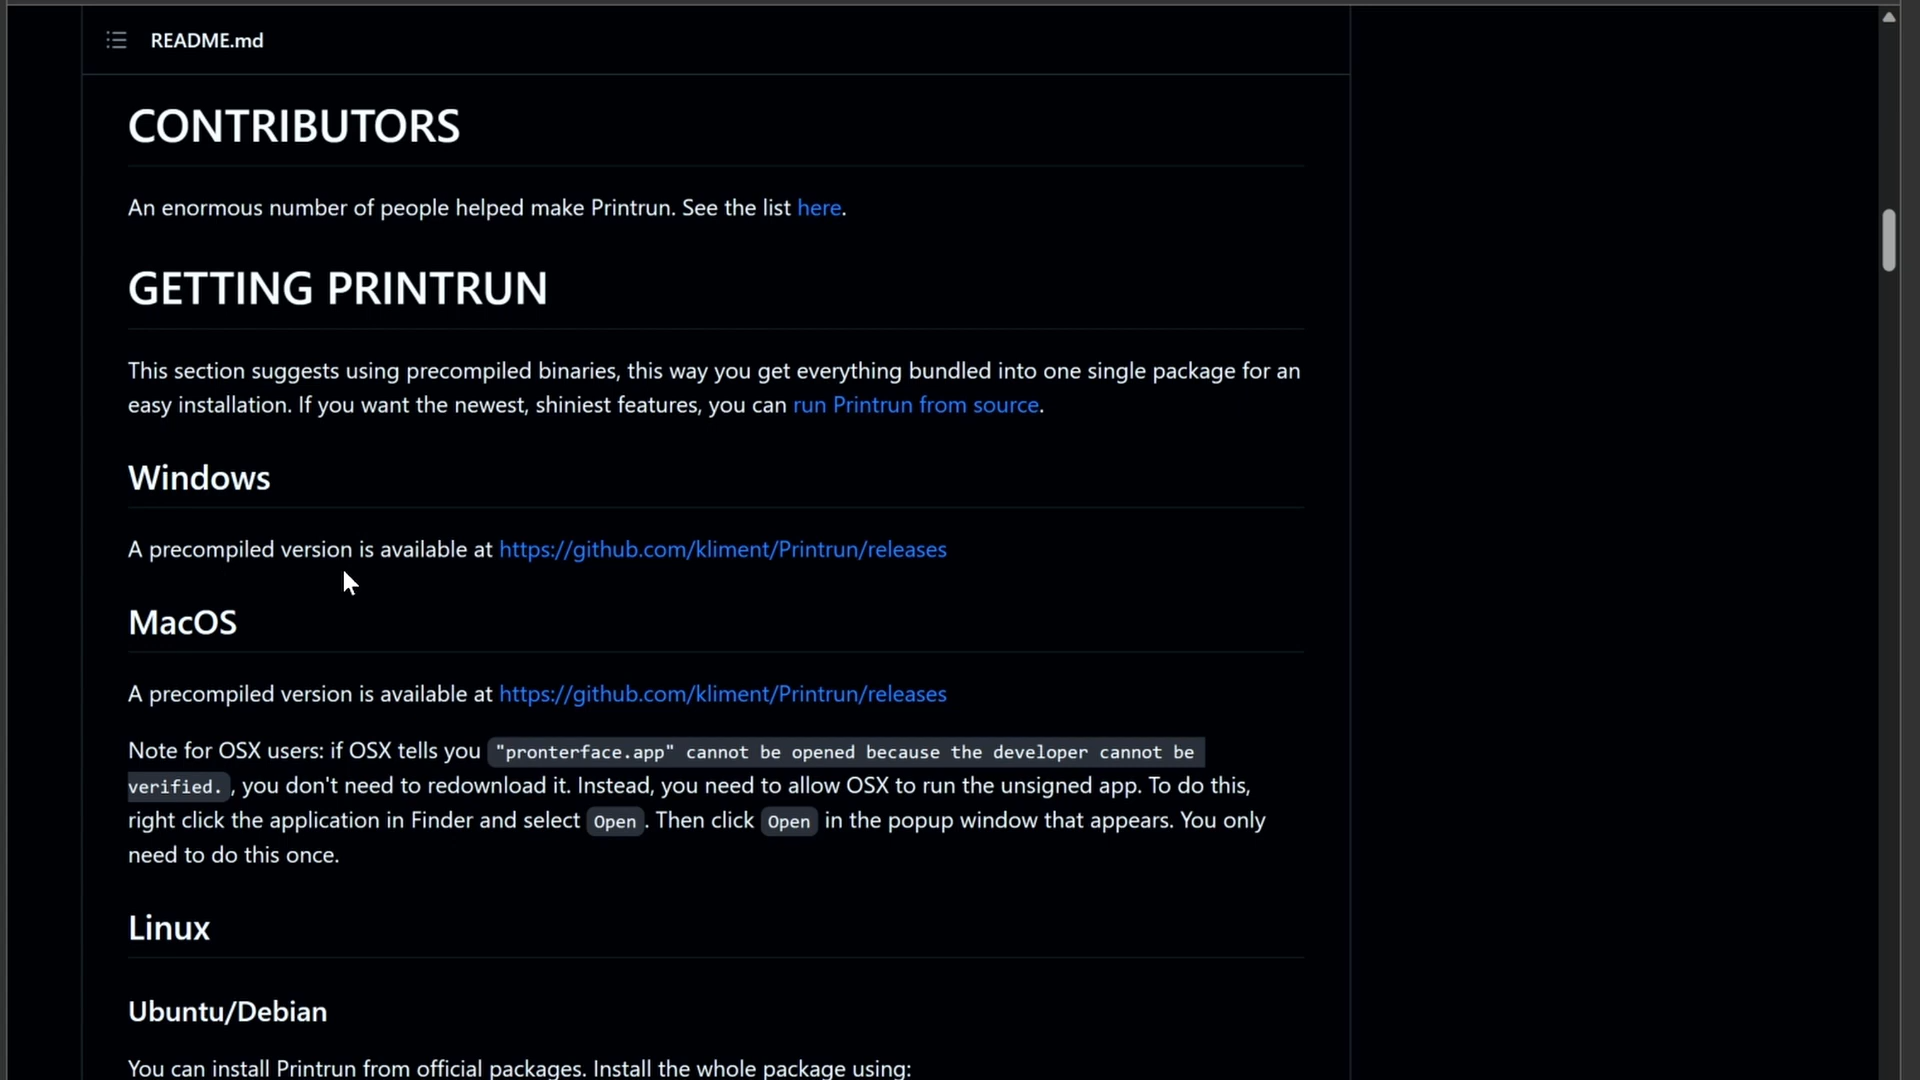 README.md
CONTRIBUTORS
An enormous number of people helped make Printrun. See the list here.
GETTING PRINTRUN
This section suggests using precompiled binaries, this way you get everything bundled into one single package for an
easy installation. If you want the newest, shiniest features, you can run Printrun from source.
Windows
A precompiled version is available at https://github.com/kliment/Printrun/releases
MacOS
A precompiled version is available at https://github.com/kliment/Printrun/releases
Note for OSX users: if OSX tells you "pronterface.app" cannot be opened because the developer cannot be
verified. , you don't need to redownload it. Instead, you need to allow OSX to run the unsigned app. To do this,
right click the application in Finder and select Open . Then click Open in the popup window that appears. You only
need to do this once.
Linux
Ubuntu/Debian
You can install Printrun from official packages. Install the whole package using: